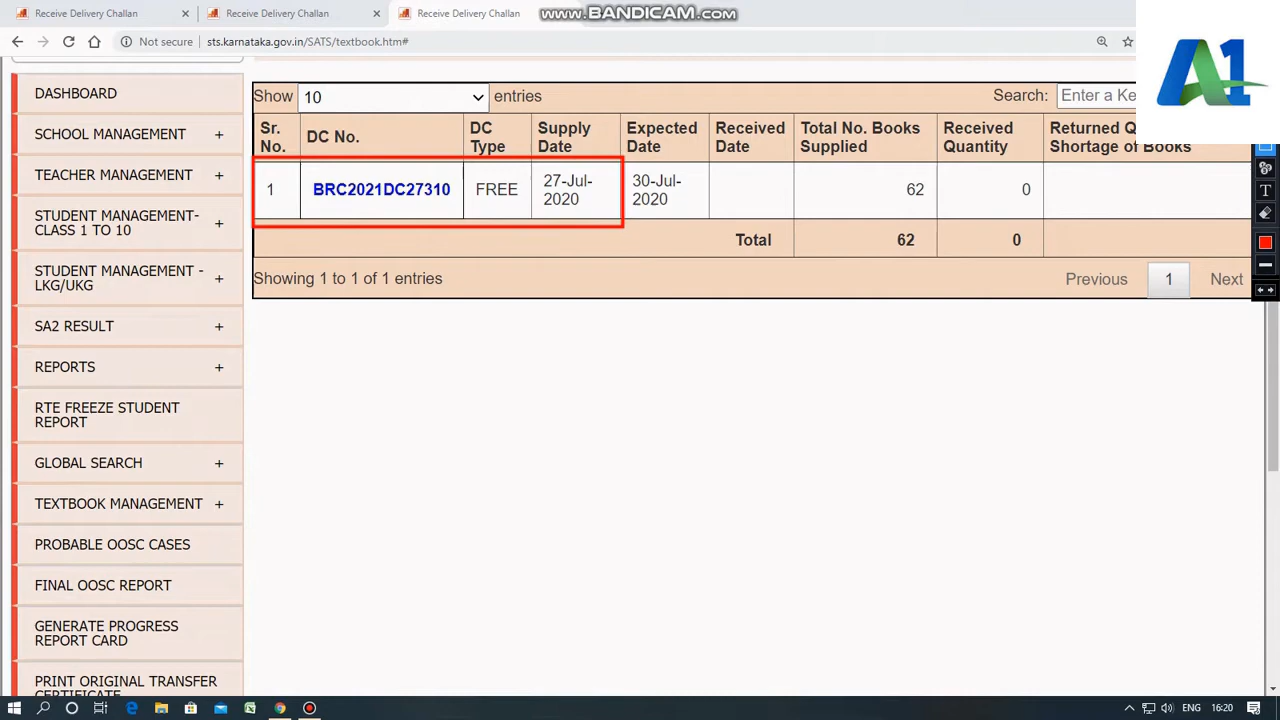 Receive Delivery Challan
Receive Delivery Challan
Receive Delivery Challan
www.BANDICAM.com
Not secure
sts.karnataka.gov.in/SATS/textbook.htm#
A1
DASHBOARD
SCHOOL MANAGEMENT +
TEACHER MANAGEMENT +
STUDENT MANAGEMENT-
CLASS 1 TO 10 +
STUDENT MANAGEMENT -
LKG/UKG +
SA2 RESULT +
REPORTS +
RTE FREEZE STUDENT
REPORT
GLOBAL SEARCH +
TEXTBOOK MANAGEMENT +
PROBABLE OOSC CASES
FINAL OOSC REPORT
GENERATE PROGRESS
REPORT CARD
PRINT ORIGINAL TRANSFER
CERTIFICATE
Show 10 entries
Search: Enter a Ke
Sr. No. DC No. DC Type Supply Date Expected Date Received Date Total No. Books Supplied Received Quantity Returned Q Shortage of Books
1 BRC2021DC27310 FREE 27-Jul-2020 30-Jul-2020 62 0
Total 62 0
Showing 1 to 1 of 1 entries
Previous 1 Next
T
ENG 16:20